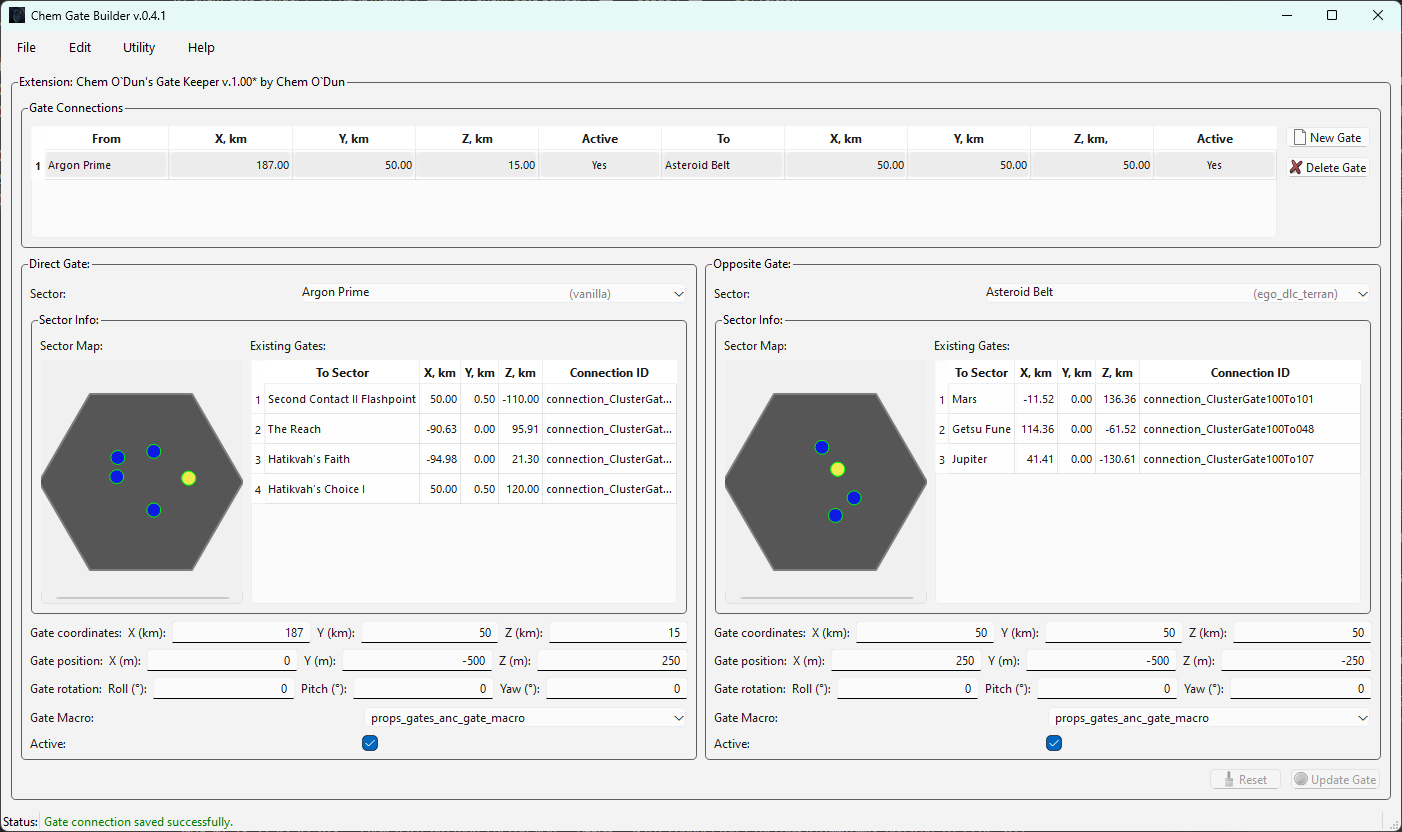 Chem Gate Builder v.0.4.1
File Edit Utility Help
Extension: Chem O`Dun's Gate Keeper v.1.00* by Chem O`Dun
Gate Connections
From X, km Y, km Z, km Active To X, km Y, km Z, km, Active
1 Argon Prime 187.00 50.00 15.00 Yes Asteroid Belt 50.00 50.00 50.00 Yes
New Gate
Delete Gate
Direct Gate:
Sector: Argon Prime (vanilla)
Sector Info:
Sector Map: Existing Gates:
To Sector X, km Y, km Z, km Connection ID
1 Second Contact II Flashpoint 50.00 0.50 -110.00 connection_ClusterGat...
2 The Reach -90.63 0.00 95.91 connection_ClusterGat...
3 Hatikvah's Faith -94.98 0.00 21.30 connection_ClusterGat...
4 Hatikvah's Choice I 50.00 0.50 120.00 connection_ClusterGat...
Gate coordinates: X (km): 187 Y (km): 50 Z (km): 15
Gate position: X (m): 0 Y (m): -500 Z (m): 250
Gate rotation: Roll (°): 0 Pitch (°): 0 Yaw (°): 0
Gate Macro: props_gates_anc_gate_macro
Active:
Opposite Gate:
Sector: Asteroid Belt (ego_dlc_terran)
Sector Info:
Sector Map: Existing Gates:
To Sector X, km Y, km Z, km Connection ID
1 Mars -11.52 0.00 136.36 connection_ClusterGate100To101
2 Getsu Fune 114.36 0.00 -61.52 connection_ClusterGate100To048
3 Jupiter 41.41 0.00 -130.61 connection_ClusterGate100To107
Gate coordinates: X (km): 50 Y (km): 50 Z (km): 50
Gate position: X (m): 250 Y (m): -500 Z (m): -250
Gate rotation: Roll (°): 0 Pitch (°): 0 Yaw (°): 0
Gate Macro: props_gates_anc_gate_macro
Active:
Reset Update Gate
Status: Gate connection saved successfully.